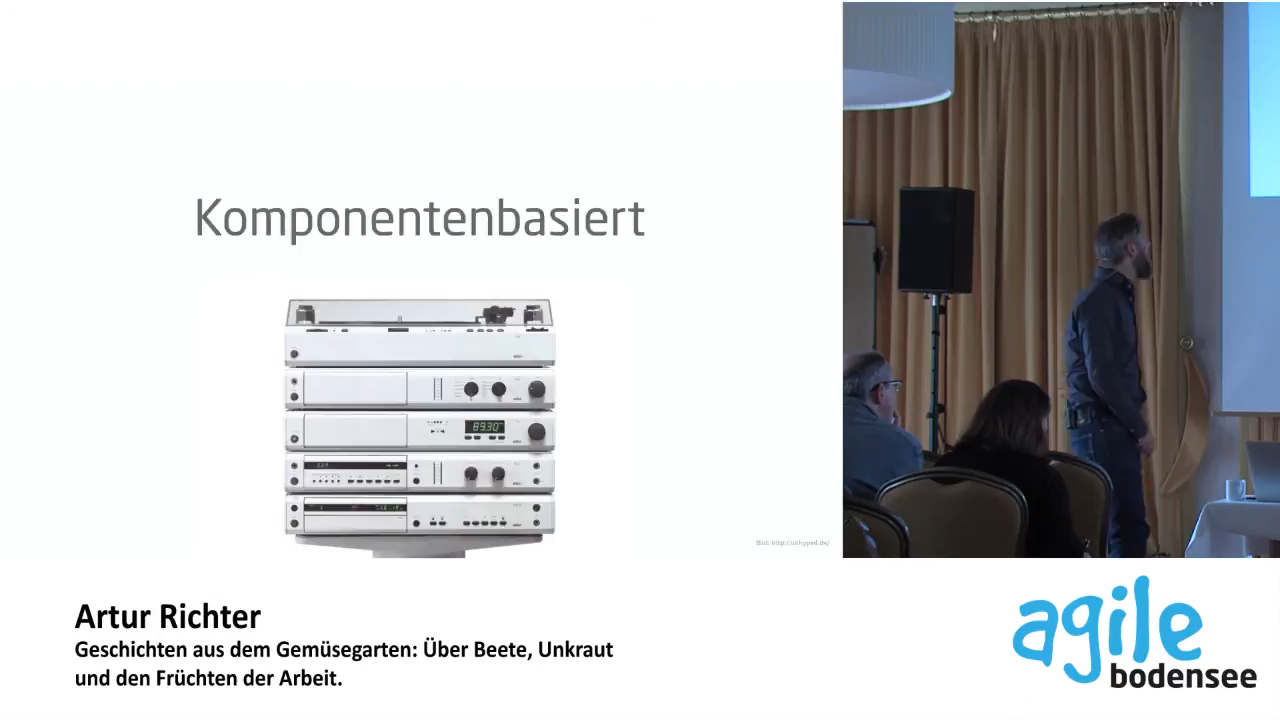 Komponentenbasiert
89.30
Bild: http://unhyped.de/
Artur Richter
Geschichten aus dem Gemüsegarten: Über Beete, Unkraut
und den Früchten der Arbeit.
agile
bodensee